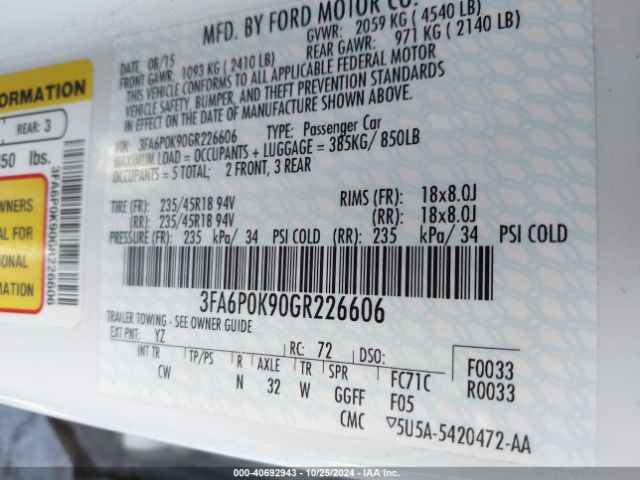 MFD. BY FORD MOTOR CO.
GVWR: 2059 KG ( 4540 LB)
DATE: 08/15
REAR GAWR: 971 KG ( 2140 LB)
FRONT GAWR: 1093 KG ( 2410 LB)
THIS VEHICLE CONFORMS TO ALL APPLICABLE FEDERAL MOTOR
VEHICLE SAFETY, BUMPER, AND THEFT PREVENTION STANDARDS
IN EFFECT ON THE DATE OF MANUFACTURE SHOWN ABOVE.
VIN: 3FA6P0K90GR226606 TYPE: Passenger Car
MAXIMUM LOAD = OCCUPANTS + LUGGAGE = 385KG/ 850LB
OCCUPANTS = 5 TOTAL; 2 FRONT, 3 REAR
TIRE (FR): 235/45R18 94V RIMS (FR): 18x8.0J
(RR): 235/45R18 94V (RR): 18x8.0J
PRESSURE (FR): 235 kPa/ 34 PSI COLD (RR): 235 kPa/ 34 PSI COLD
3FA6P0K90GR226606
TRAILER TOWING - SEE OWNER GUIDE
EXT PNT: YZ RC: 72 DSO: F0033
INT TR TP/PS R AXLE TR SPR FC71C R0033
CW N 32 W GGFF F05
CMC 5U5A-5420472-AA
FORMATION
REAR: 3
850 lbs.
3FA6P0K90GR226606
WNERS
AL FOR
IONAL
MATION
000-40692943 - 10/25/2024 - IAA Inc.